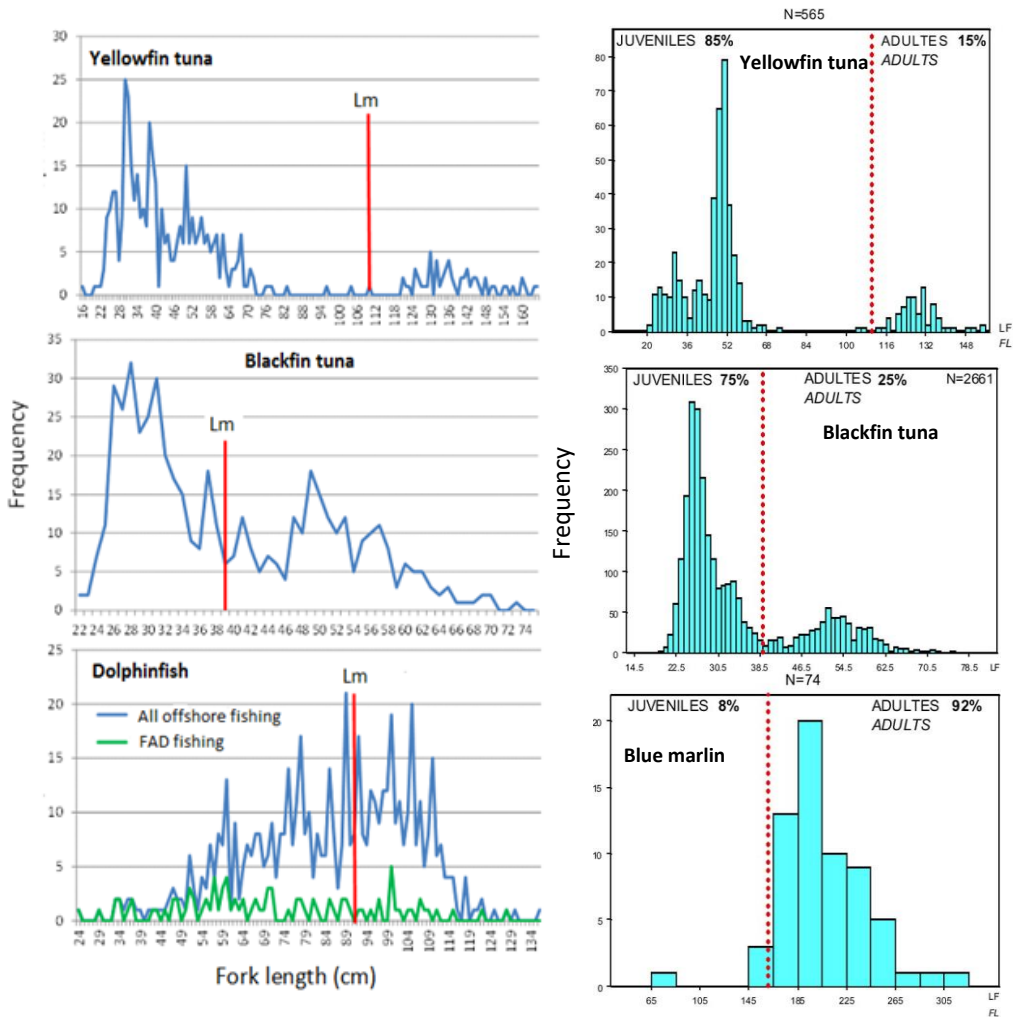 Yellowfin tuna
Lm
30
25
20
15
10
5
0
16 22 28 34 40 46 52 58 64 70 76 82 88 94 100 106 112 118 124 130 136 142 148 154 160
Blackfin tuna
Lm
35
30
25
20
15
10
5
0
22 24 26 28 30 32 34 36 38 40 42 44 46 48 50 52 54 56 58 60 62 64 66 68 70 72 74
Frequency
Dolphinfish
Lm
All offshore fishing
FAD fishing
25
20
15
10
5
0
24 29 34 39 44 49 54 59 64 69 74 79 84 89 94 99 104 109 114 119 124 129 134
Fork length (cm)
N=565
JUVENILES 85% ADULTES 15%
ADULTS
Yellowfin tuna
80
70
60
50
40
30
20
10
0
20 36 52 68 84 100 116 132 148 LF
FL
JUVENILES 75% ADULTES 25% N=2661
ADULTS
Blackfin tuna
350
300
250
200
150
100
50
0
14.5 22.5 30.5 38.5 46.5 54.5 62.5 70.5 78.5 LF
Frequency
N=74
JUVENILES 8% ADULTES 92%
ADULTS
Blue marlin
20
15
10
5
0
65 105 145 185 225 265 305 LF
FL